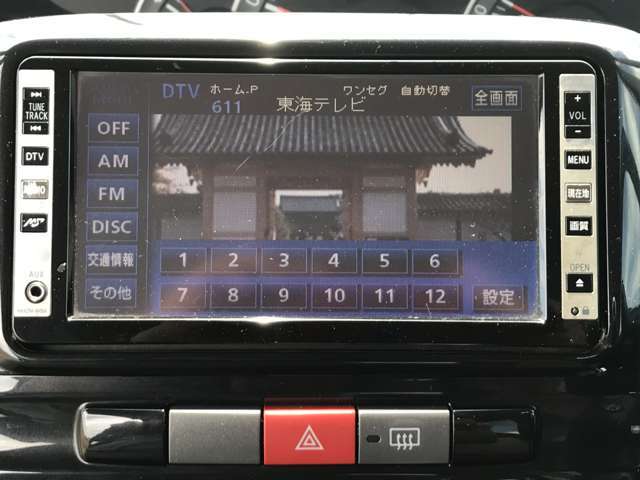 DTV ホーム.P ワンセグ 自動切替 全画面
611 東海テレビ
OFF
AM
FM
DISC
交通情報 1 2 3 4 5 6
その他 7 8 9 10 11 12 設定
TUNE
TRACK
DTV
AUDIO
AUX
+
VOL
-
MENU
現在地
画質
OPEN